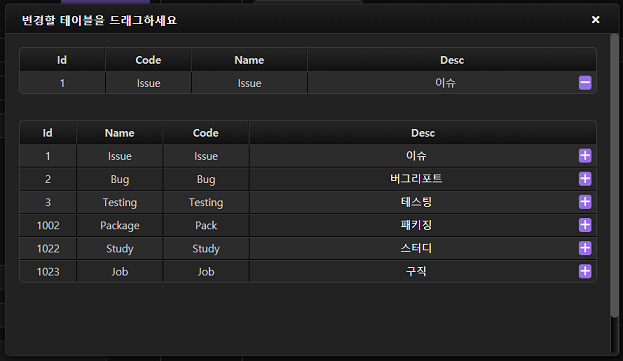 변경할 테이블을 드래그하세요 ×
Id Code Name Desc
1 Issue Issue 이슈
Id Name Code Desc
1 Issue Issue 이슈
2 Bug Bug 버그리포트
3 Testing Testing 테스팅
1002 Package Pack 패키징
1022 Study Study 스터디
1023 Job Job 구직